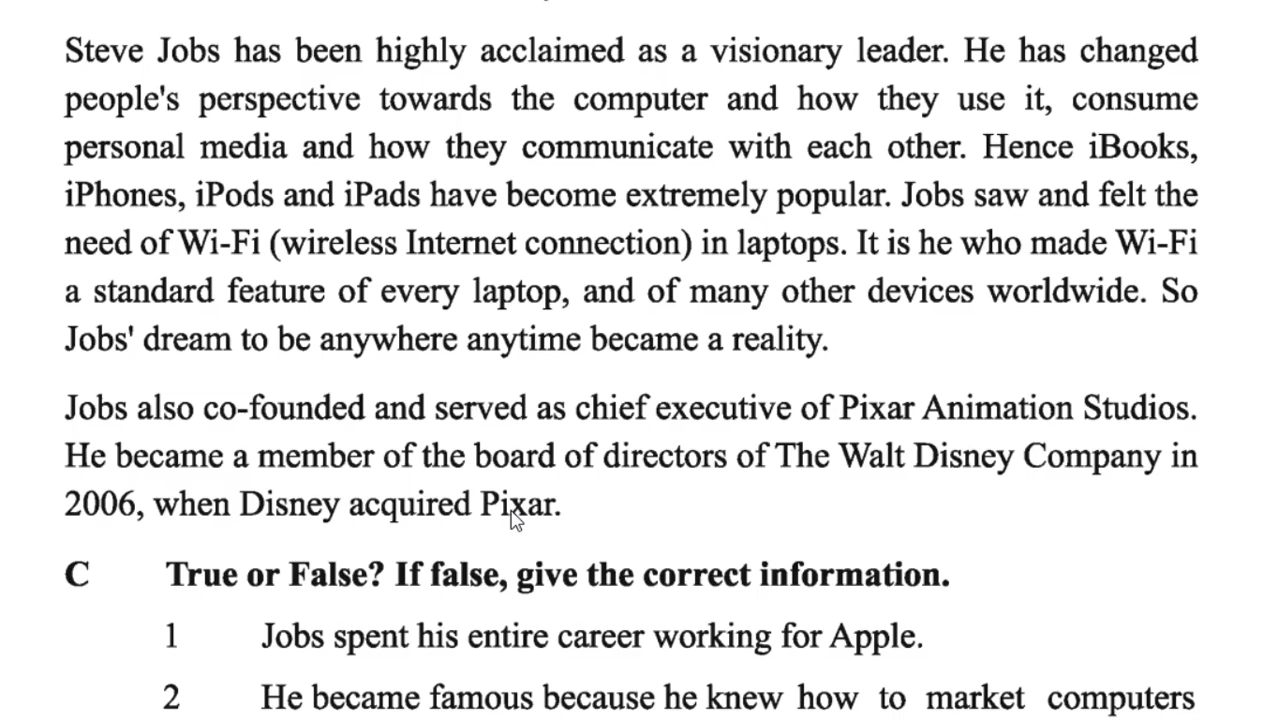 Steve Jobs has been highly acclaimed as a visionary leader. He has changed
people's perspective towards the computer and how they use it, consume
personal media and how they communicate with each other. Hence iBooks,
iPhones, iPods and iPads have become extremely popular. Jobs saw and felt the
need of Wi-Fi (wireless Internet connection) in laptops. It is he who made Wi-Fi
a standard feature of every laptop, and of many other devices worldwide. So
Jobs' dream to be anywhere anytime became a reality.
Jobs also co-founded and served as chief executive of Pixar Animation Studios.
He became a member of the board of directors of The Walt Disney Company in
2006, when Disney acquired Pixar.
C True or False? If false, give the correct information.
1 Jobs spent his entire career working for Apple.
2 He became famous because he knew how to market computers